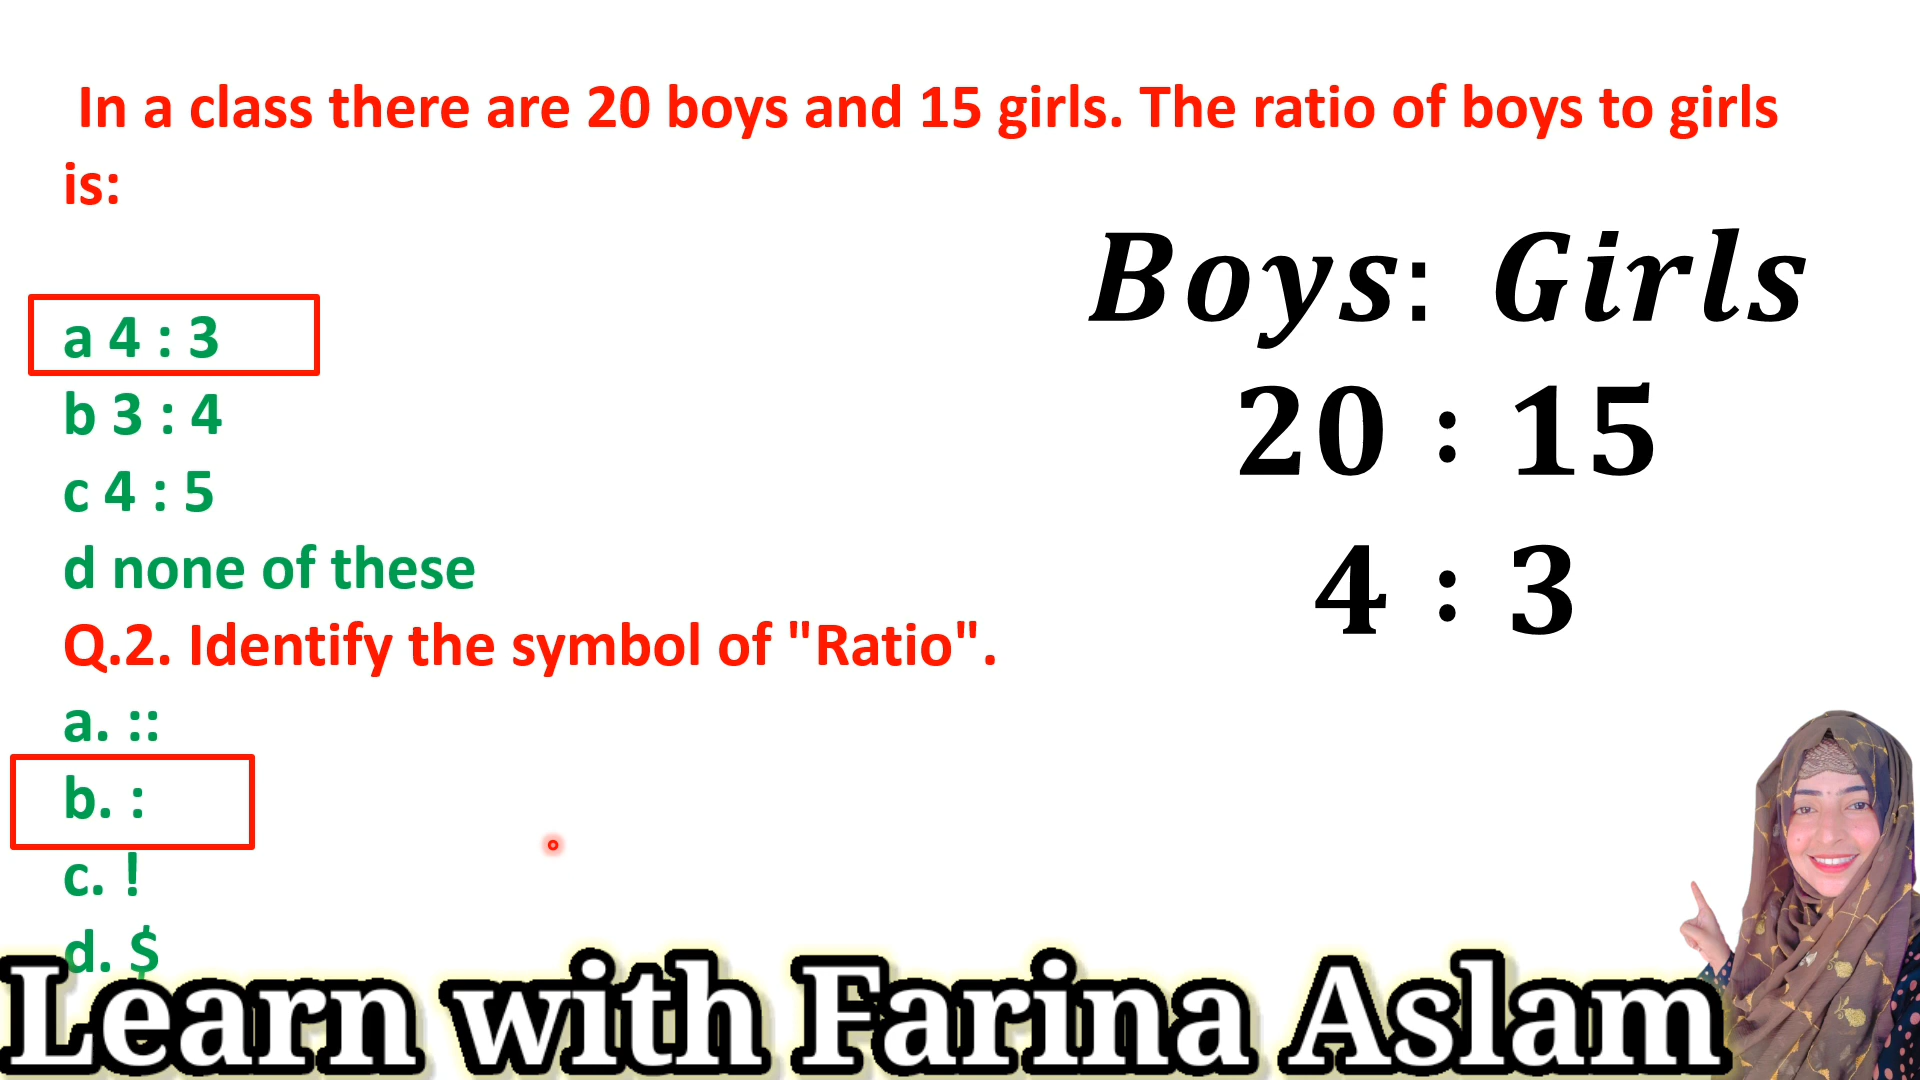 In a class there are 20 boys and 15 girls. The ratio of boys to girls
is:
a 4 : 3
b 3 : 4
c 4 : 5
d none of these
Boys: Girls
20 : 15
4 : 3
Q.2. Identify the symbol of "Ratio".
a. ::
b. :
c. !
d. $
Learn with Farina Aslam